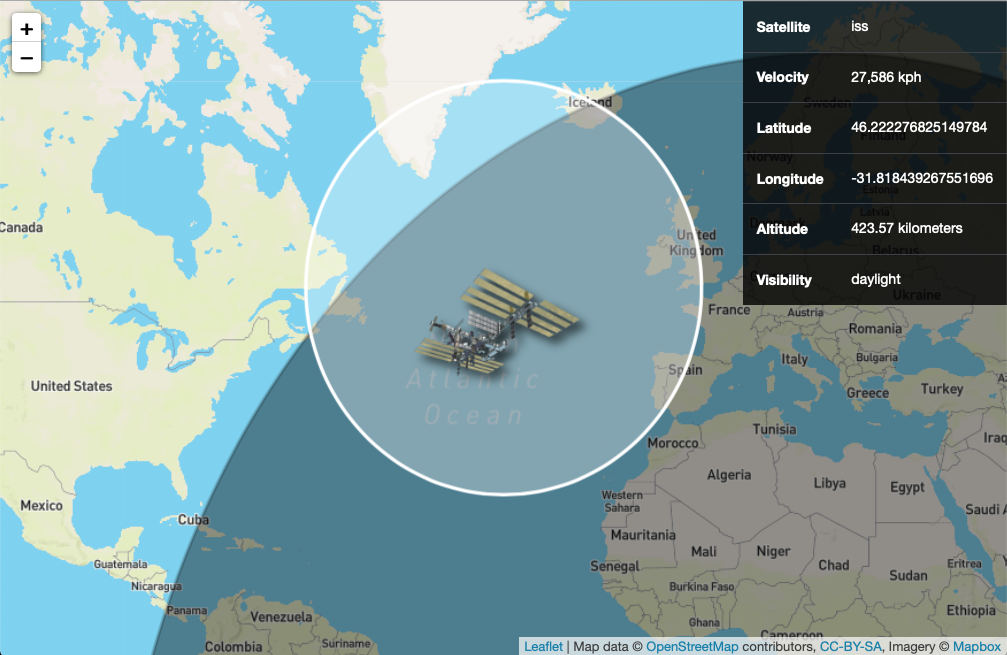 +
−
Satellite iss
Velocity 27,586 kph
Latitude 46.222276825149784
Longitude -31.818439267551696
Altitude 423.57 kilometers
Visibility daylight
Iceland
Sweden
Finland
Norway
Estonia
Latvia
Canada
United
Kingdom
Belarus
Ukraine
France
Austria
Romania
Italy
Bulgaria
Spain
Greece
Turkey
United States
Atlantic
Ocean
Tunisia
Morocco
Iraq
Algeria
Libya
Egypt
Western
Sahara
Mexico
Cuba
Saudi A
Mauritania
Mali
Niger
Chad
Sudan
Eritrea
Senegal
Guatemala
Nicaragua
Burkina Faso
Panama
Venezuela
Ghana
Ethiopia
Colombia
Suriname
Cameroon
Leaflet | Map data © OpenStreetMap contributors, CC-BY-SA, Imagery © Mapbox